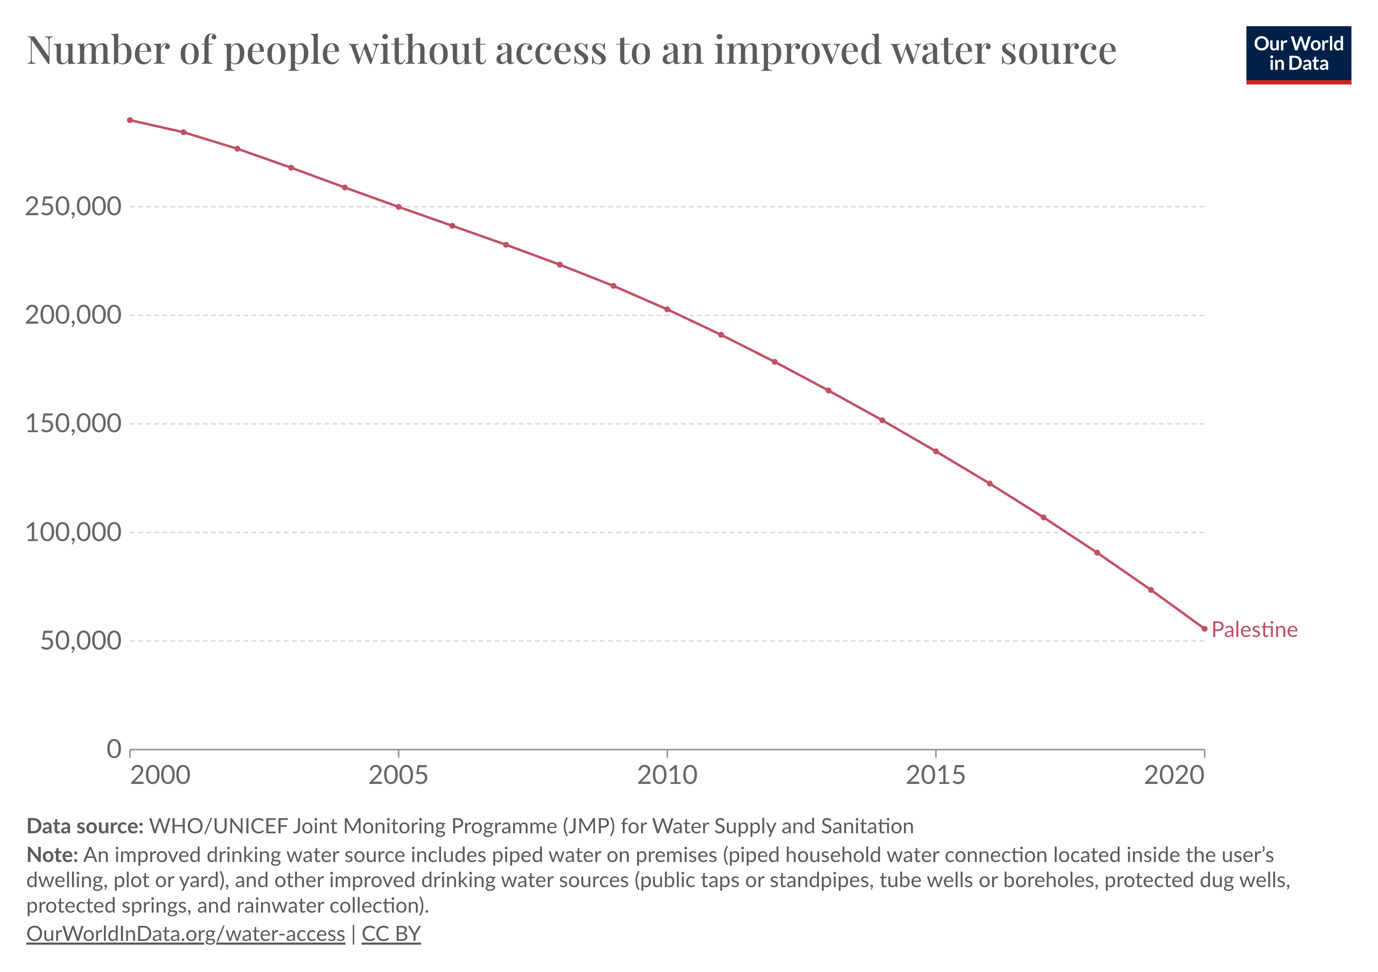 Number of people without access to an improved water source
Our World
in Data
250,000
200,000
150,000
100,000
50,000
0
Palestine
2000
2005
2010
2015
2020
Data source: WHO/UNICEF Joint Monitoring Programme (JMP) for Water Supply and Sanitation
Note: An improved drinking water source includes piped water on premises (piped household water connection located inside the user’s
dwelling, plot or yard), and other improved drinking water sources (public taps or standpipes, tube wells or boreholes, protected dug wells,
protected springs, and rainwater collection).
OurWorldInData.org/water-access | CC BY